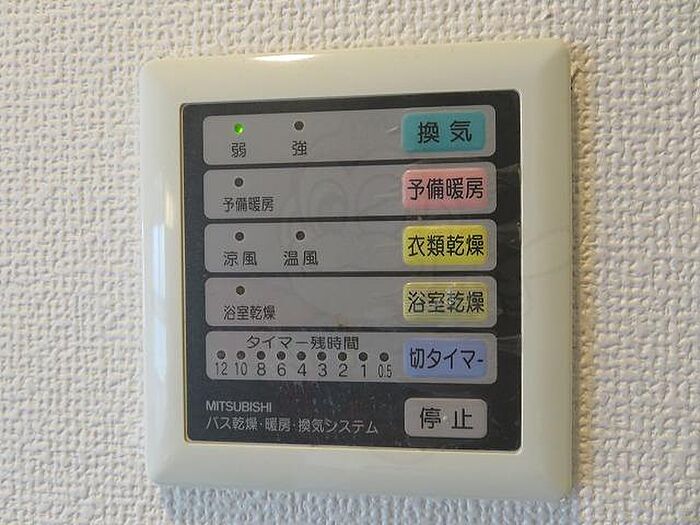 弱 強 換気
予備暖房 予備暖房
涼風 温風 衣類乾燥
浴室乾燥 浴室乾燥
タイマー残時間
12 10 8 6 4 3 2 1 0.5 切タイマー
MITSUBISHI
バス乾燥・暖房・換気システム
停止